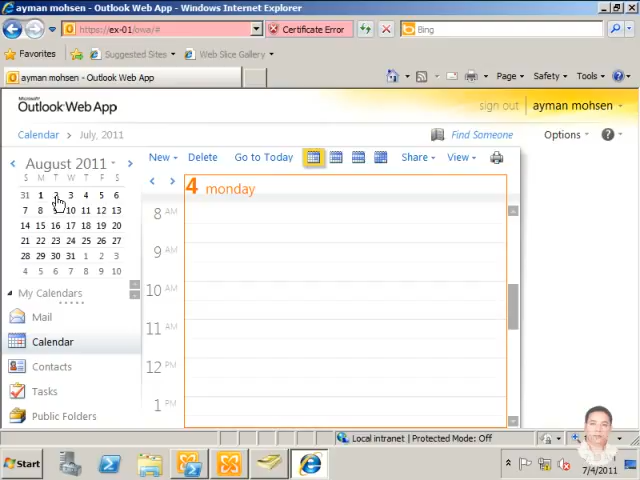 ayman mohsen - Outlook Web App - Windows Internet Explorer
https://ex-01/owa/# Certificate Error Bing
Favorites Suggested Sites Web Slice Gallery
ayman mohsen - Outlook Web App Page Safety Tools
Microsoft
Outlook Web App sign out ayman mohsen
Calendar July, 2011 Find Someone Options
August 2011 New Delete Go to Today Share View
S M T W T F S
31 1 2 3 4 5 6
7 8 9 10 11 12 13
14 15 16 17 18 19 20
21 22 23 24 25 26 27
28 29 30 31 1 2 3
4 5 6 7 8 9 10
4 monday
8 AM
9 AM
10 AM
11 AM
12 PM
1 PM
My Calendars
Mail
Calendar
Contacts
Tasks
Public Folders
Local intranet | Protected Mode: Off
Start 7/4/2011